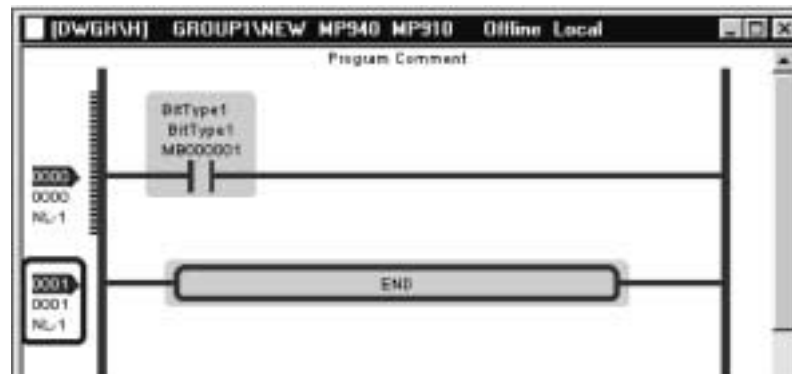 [DWGH\H] GROUP1\NEW MP940 MP910 Offline Local
Program Comment
BitType1
BitType1
MB000001
0000
0000
NL-1
END
0001
0001
NL-1